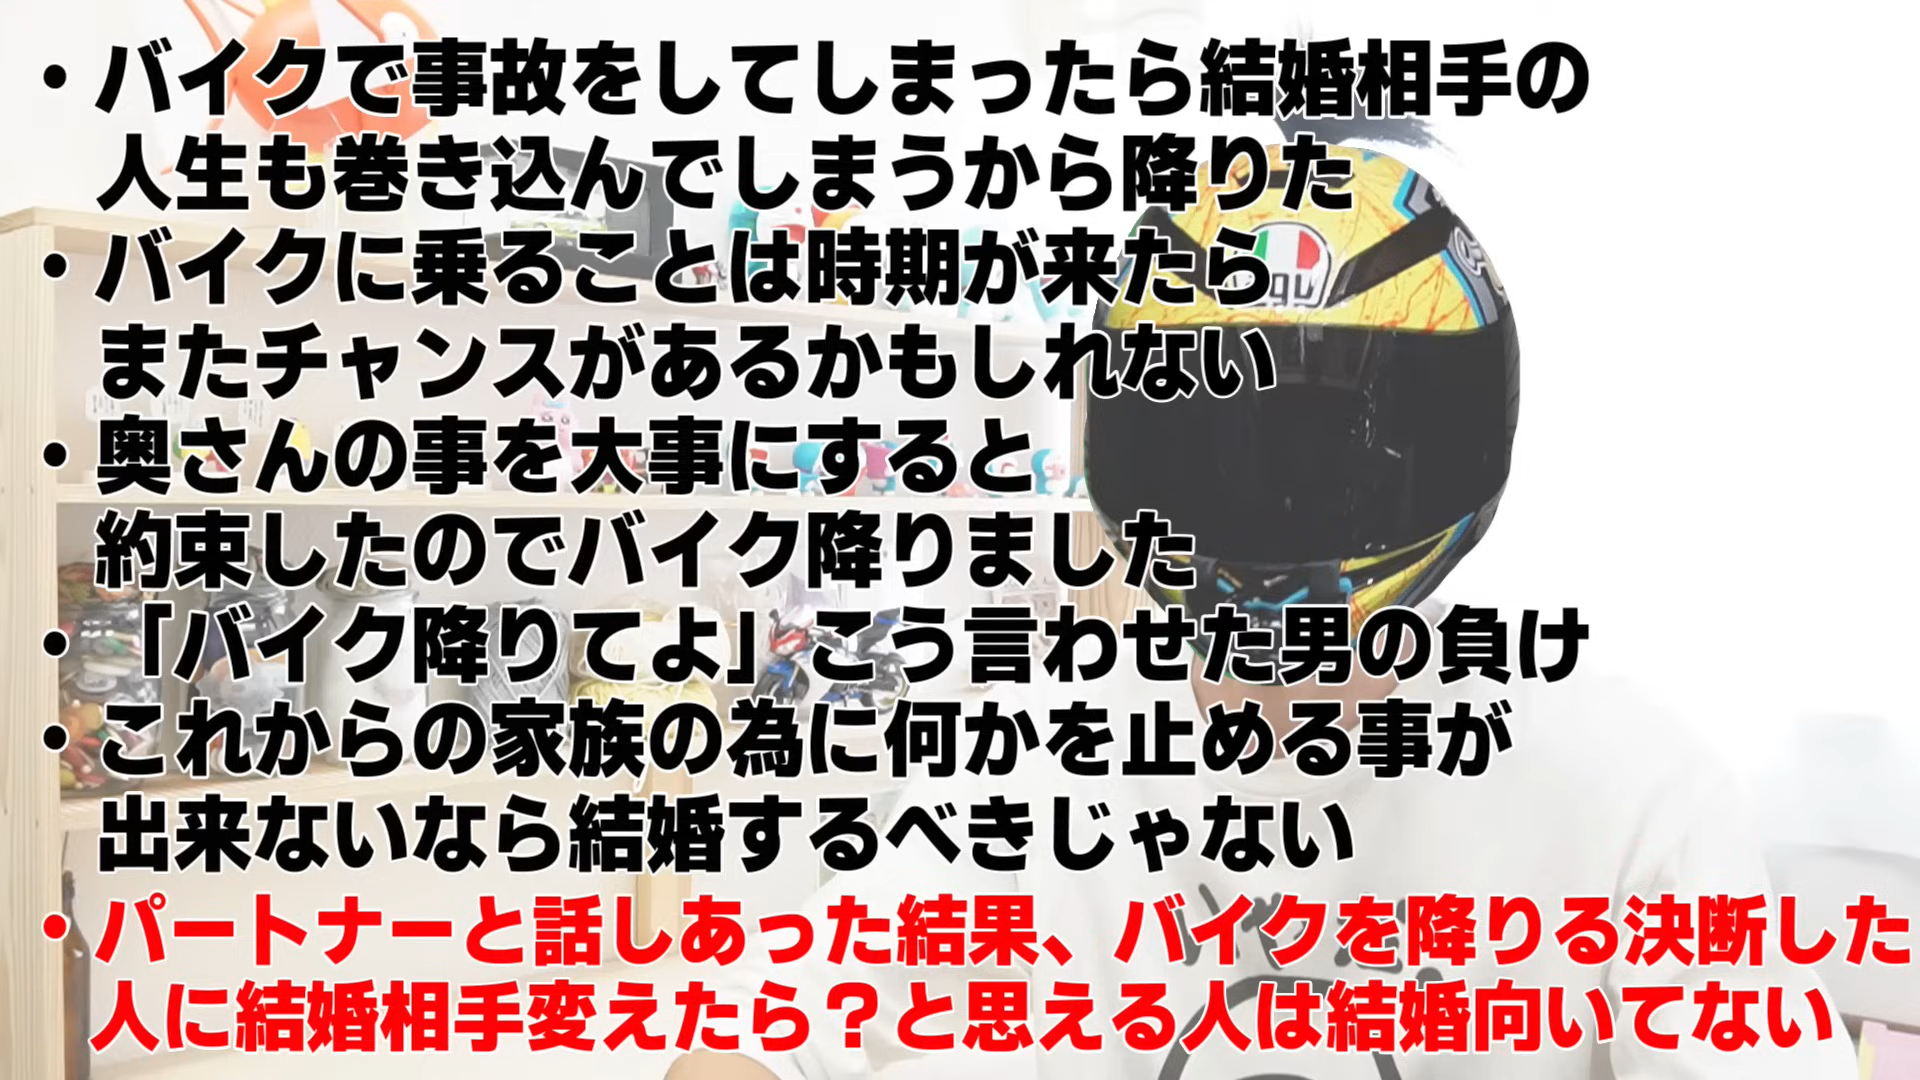 ・バイクで事故をしてしまったら結婚相手の
人生も巻き込んでしまうから降りた
・バイクに乗ることは時期が来たら
またチャンスがあるかもしれない
・奥さんの事を大事にすると
約束したのでバイク降りました
・「バイク降りてよ」こう言わせた男の負け
・これからの家族の為に何かを止める事が
出来ないなら結婚するべきじゃない
・パートナーと話しあった結果、バイクを降りる決断した
人に結婚相手変えたら？と思える人は結婚向いてない
AGV